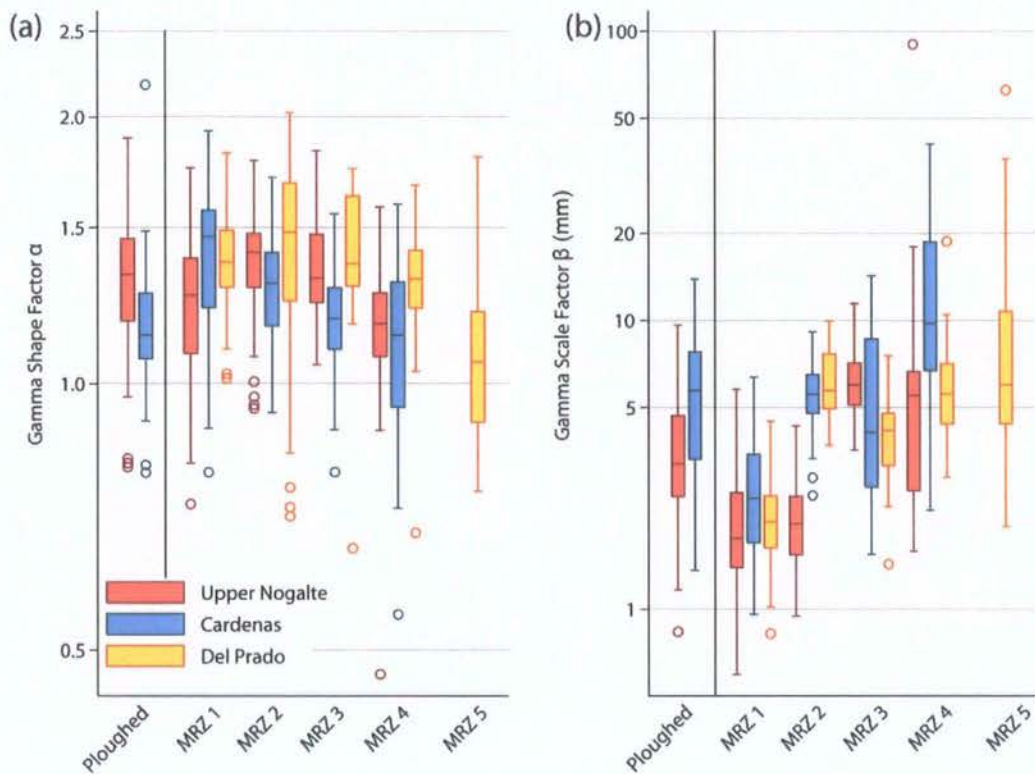 (a)
2.5
2.0
1.5
1.0
0.5
Gamma Shape Factor α
Upper Nogalte
Cardenas
Del Prado
Ploughed
MRZ 1
MRZ 2
MRZ 3
MRZ 4
MRZ 5
(b)
100
50
20
10
5
1
Gamma Scale Factor β (mm)
Ploughed
MRZ 1
MRZ 2
MRZ 3
MRZ 4
MRZ 5